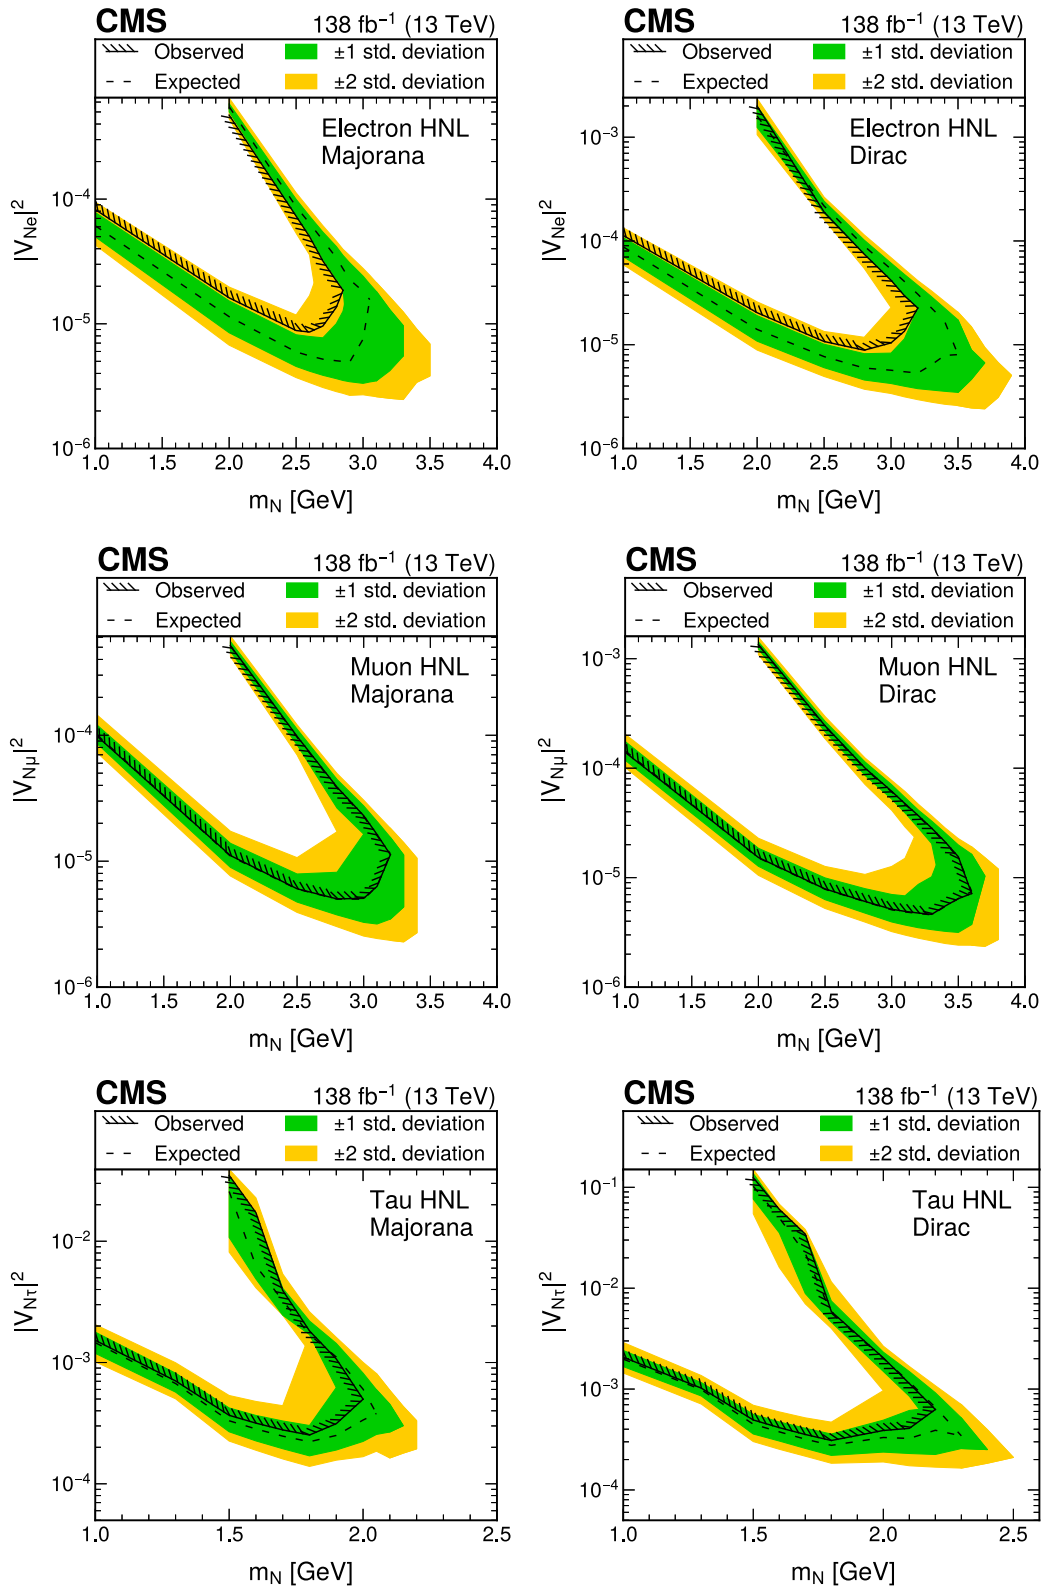 CMS 138 fb⁻¹ (13 TeV)
Observed ±1 std. deviation
Expected ±2 std. deviation
Electron HNL
Majorana
|V_Ne|²
10⁻⁴
10⁻⁵
10⁻⁶
1.0 1.5 2.0 2.5 3.0 3.5 4.0
m_N [GeV]
CMS 138 fb⁻¹ (13 TeV)
Observed ±1 std. deviation
Expected ±2 std. deviation
Electron HNL
Dirac
|V_Ne|²
10⁻³
10⁻⁴
10⁻⁵
10⁻⁶
1.0 1.5 2.0 2.5 3.0 3.5 4.0
m_N [GeV]
CMS 138 fb⁻¹ (13 TeV)
Observed ±1 std. deviation
Expected ±2 std. deviation
Muon HNL
Majorana
|V_Nμ|²
10⁻⁴
10⁻⁵
10⁻⁶
1.0 1.5 2.0 2.5 3.0 3.5 4.0
m_N [GeV]
CMS 138 fb⁻¹ (13 TeV)
Observed ±1 std. deviation
Expected ±2 std. deviation
Muon HNL
Dirac
|V_Nμ|²
10⁻³
10⁻⁴
10⁻⁵
10⁻⁶
1.0 1.5 2.0 2.5 3.0 3.5 4.0
m_N [GeV]
CMS 138 fb⁻¹ (13 TeV)
Observed ±1 std. deviation
Expected ±2 std. deviation
Tau HNL
Majorana
|V_Nτ|²
10⁻²
10⁻³
10⁻⁴
1.0 1.5 2.0 2.5
m_N [GeV]
CMS 138 fb⁻¹ (13 TeV)
Observed ±1 std. deviation
Expected ±2 std. deviation
Tau HNL
Dirac
|V_Nτ|²
10⁻¹
10⁻²
10⁻³
10⁻⁴
1.0 1.5 2.0 2.5
m_N [GeV]